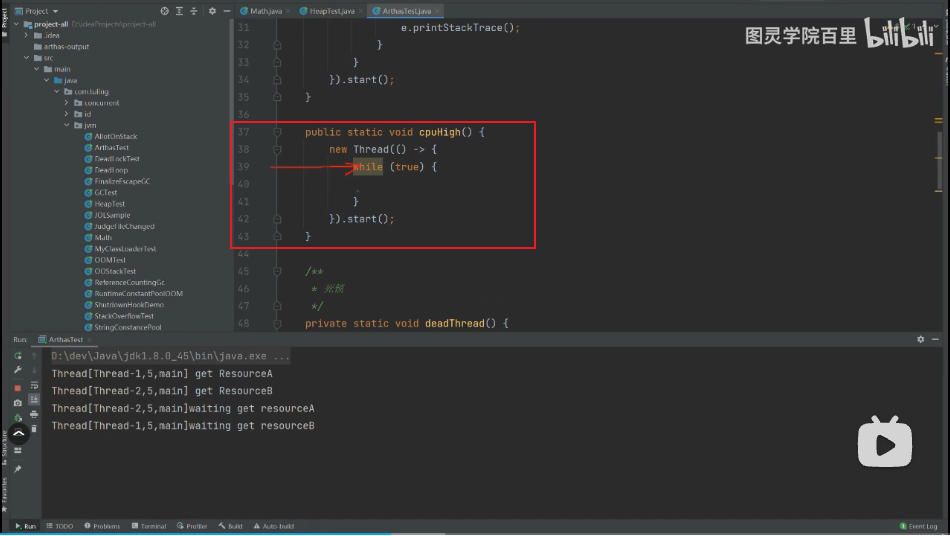 Project
Math.java
HeapTest.java
ArthasTest.java
图灵学院百里
bilibili
project-all D:\ideaProjects\project-all
.idea
arthas-output
src
main
java
com.tuling
concurrent
id
jvm
AllotOnStack
ArthasTest
DeadLockTest
DeadLoop
FinalizeEscapeGC
GCTest
HeapTest
JOLSample
JudgeFileChanged
Math
MyClassLoaderTest
OOMTest
OOStackTest
ReferenceCountingGc
RuntimeConstantPoolOOM
ShutdownHookDemo
StackOverflowTest
StringConstancePool
31 e.printStackTrace();
32 }
33 }
34 }).start();
35 }
36
37 public static void cpuHigh() {
38 new Thread(() -> {
39 while (true) {
40
41 }
42 }).start();
43 }
44
45 /**
46 * 死锁
47 */
48 private static void deadThread() {
Run: ArthasTest
D:\dev\Java\jdk1.8.0_45\bin\java.exe ...
Thread[Thread-1,5,main] get ResourceA
Thread[Thread-2,5,main] get ResourceB
Thread[Thread-2,5,main]waiting get resourceA
Thread[Thread-1,5,main]waiting get resourceB
Project
Structure
Favorites
Run
TODO
Problems
Terminal
Profiler
Build
Auto-build
Event Log